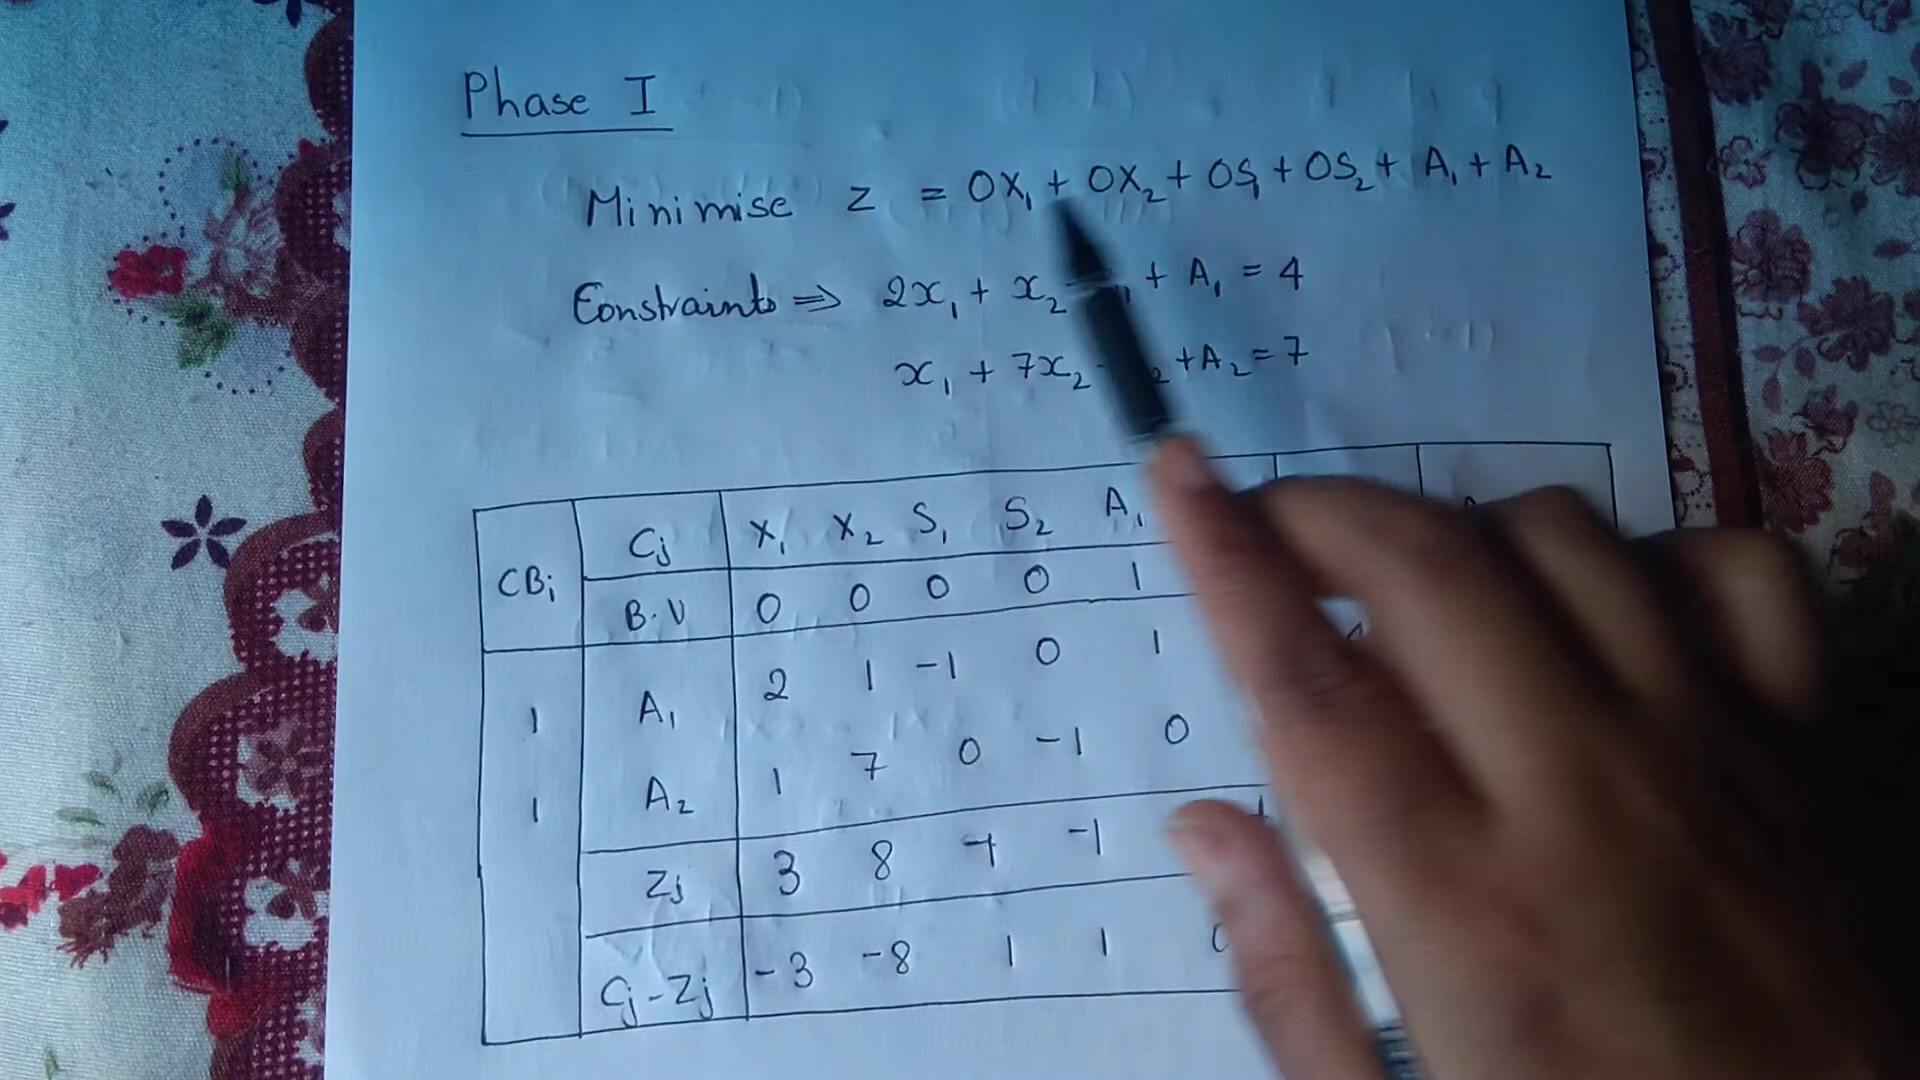 Phase I
Minimise z = 0X₁ + 0X₂ + 0S₁ + 0S₂ + A₁ + A₂
Constraints ⇒ 2x₁ + x₂ + A₁ = 4
x₁ + 7x₂ - ₂ + A₂ = 7
CBi Cj X₁ X₂ S₁ S₂ A₁
B.V 0 0 0 0 1
1 A₁ 2 1 -1 0 1
1 A₂ 1 7 0 -1 0
Zj 3 8 -1 -1
Cj - Zj -3 -8 1 1 0